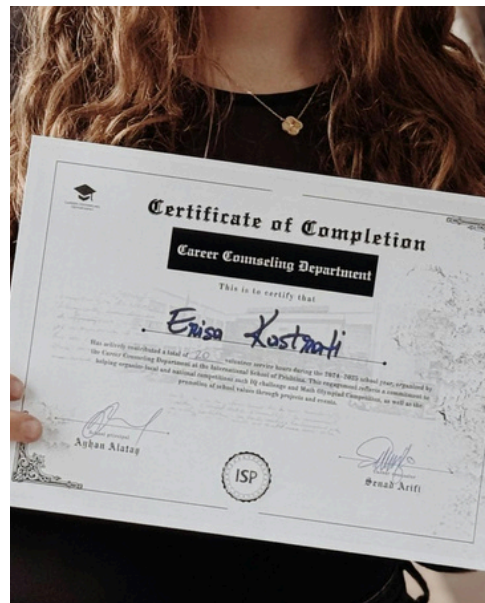 Certificate of Completion
Career Counseling Department
This is to certify that
Erisa Kostrati
Has actively contributed a total of 20 volunteer service hours during the 2024-2025 school year, organized by
the Career Counseling Department at the International School of Prishtina. This engagement reflects a commitment to
helping organize local and national competitions such IQ challenge and Math Olympiad Competition, as well as the
promotion of school values through projects and events.
principal
Ayhan Alataş
Senad Arifi
ISP